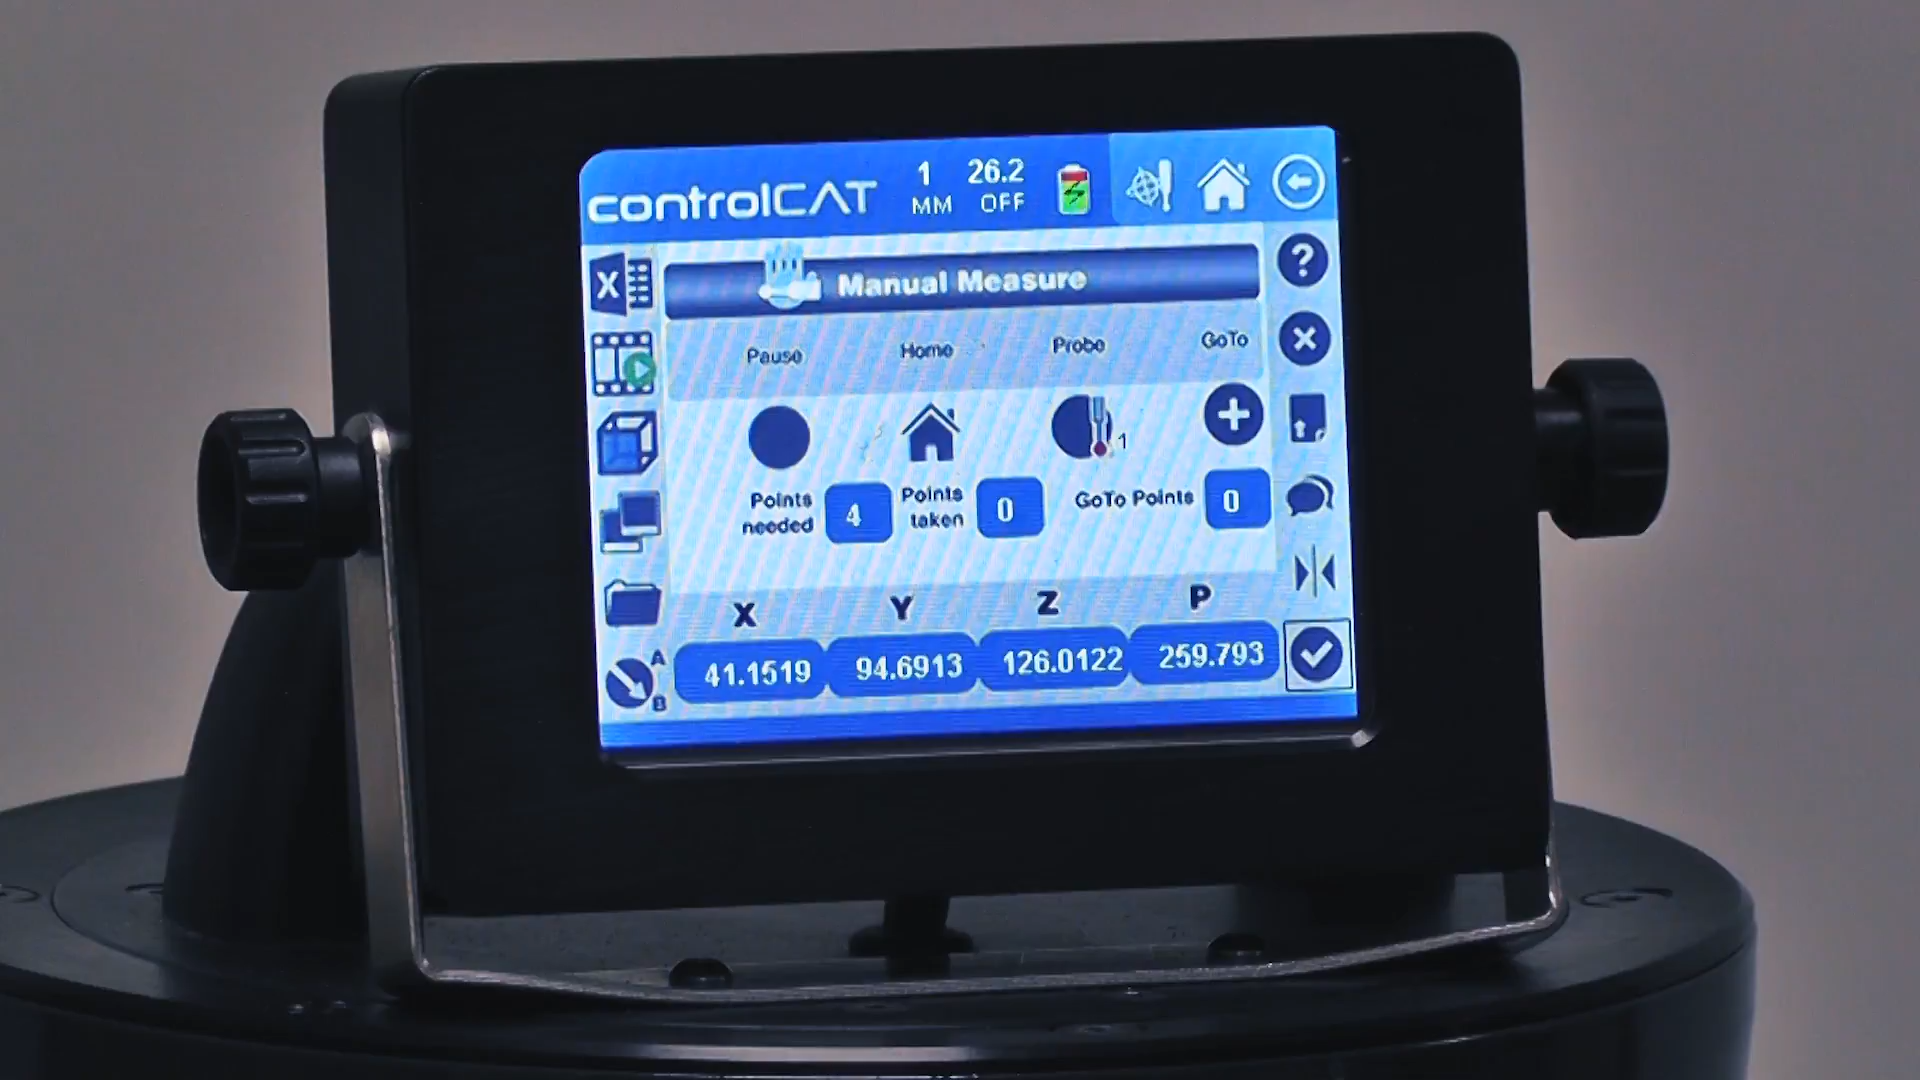 controlCAT
1 26.2
MM OFF
X
Manual Measure
?
Pause Home Probe GoTo
1
Points needed 4 Points taken 0 GoTo Points 0
X Y Z P
A
41.1519 94.6913 126.0122 259.793
B